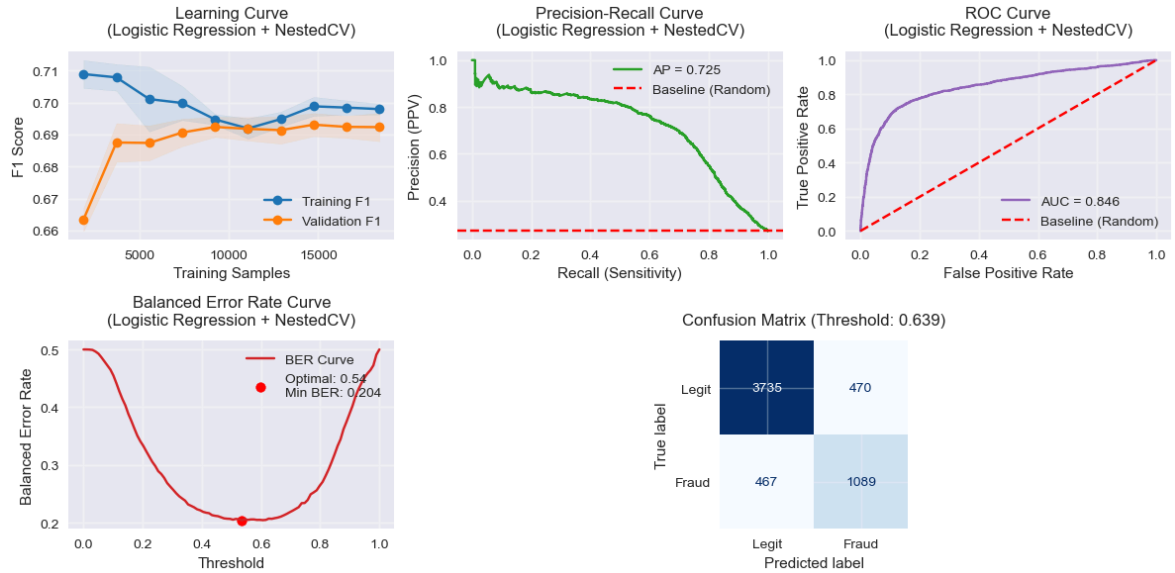 Learning Curve
(Logistic Regression + NestedCV)
F1 Score
0.71
0.70
0.69
0.68
0.67
0.66
Training F1
Validation F1
5000
10000
15000
Training Samples
Precision-Recall Curve
(Logistic Regression + NestedCV)
Precision (PPV)
1.0
0.8
0.6
0.4
AP = 0.725
Baseline (Random)
0.0
0.2
0.4
0.6
0.8
1.0
Recall (Sensitivity)
ROC Curve
(Logistic Regression + NestedCV)
True Positive Rate
1.0
0.8
0.6
0.4
0.2
0.0
AUC = 0.846
Baseline (Random)
0.0
0.2
0.4
0.6
0.8
1.0
False Positive Rate
Balanced Error Rate Curve
(Logistic Regression + NestedCV)
Balanced Error Rate
0.5
0.4
0.3
0.2
BER Curve
Optimal: 0.54
Min BER: 0.204
0.0
0.2
0.4
0.6
0.8
1.0
Threshold
Confusion Matrix (Threshold: 0.639)
True label
Legit
3735
470
Fraud
467
1089
Legit
Fraud
Predicted label